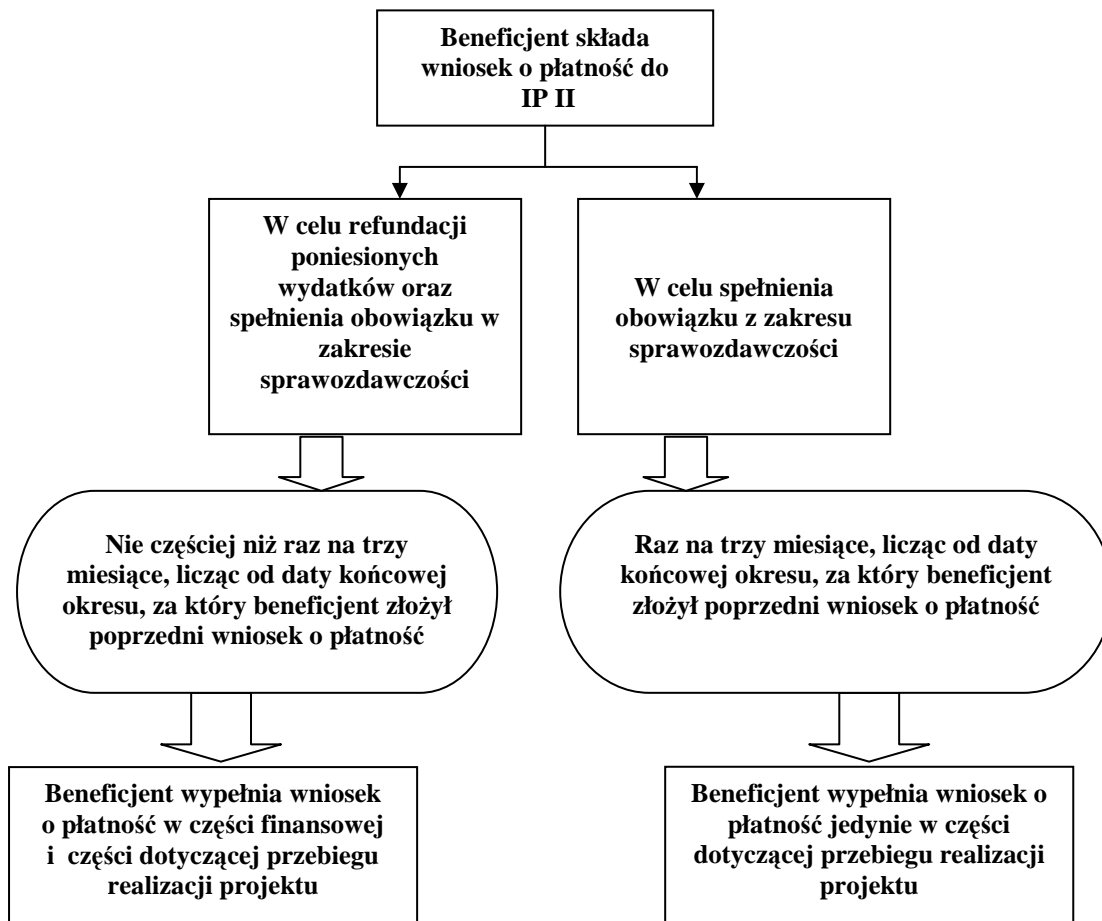 Beneficjent składa
wniosek o płatność do
IP II
W celu refundacji
poniesionych
wydatków oraz
spełnienia obowiązku w
zakresie
sprawozdawczości
W celu spełnienia
obowiązku z zakresu
sprawozdawczości
Nie częściej niż raz na trzy
miesiące, licząc od daty końcowej
okresu, za który beneficjent złożył
poprzedni wniosek o płatność
Raz na trzy miesiące, licząc od daty
końcowej okresu, za który beneficjent
złożył poprzedni wniosek o płatność
Beneficjent wypełnia wniosek
o płatność w części finansowej
i części dotyczącej przebiegu
realizacji projektu
Beneficjent wypełnia wniosek o
płatność jedynie w części
dotyczącej przebiegu realizacji
projektu